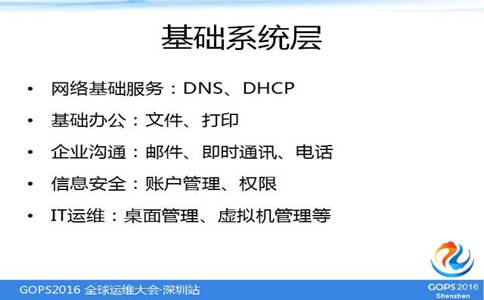 基础系统层
• 网络基础服务：DNS、DHCP
• 基础办公：文件、打印
• 企业沟通：邮件、即时通讯、电话
• 信息安全：账户管理、权限
• IT运维：桌面管理、虚拟机管理等
GOPS2016 全球运维大会·深圳站
GOPS2016
Shenzhen